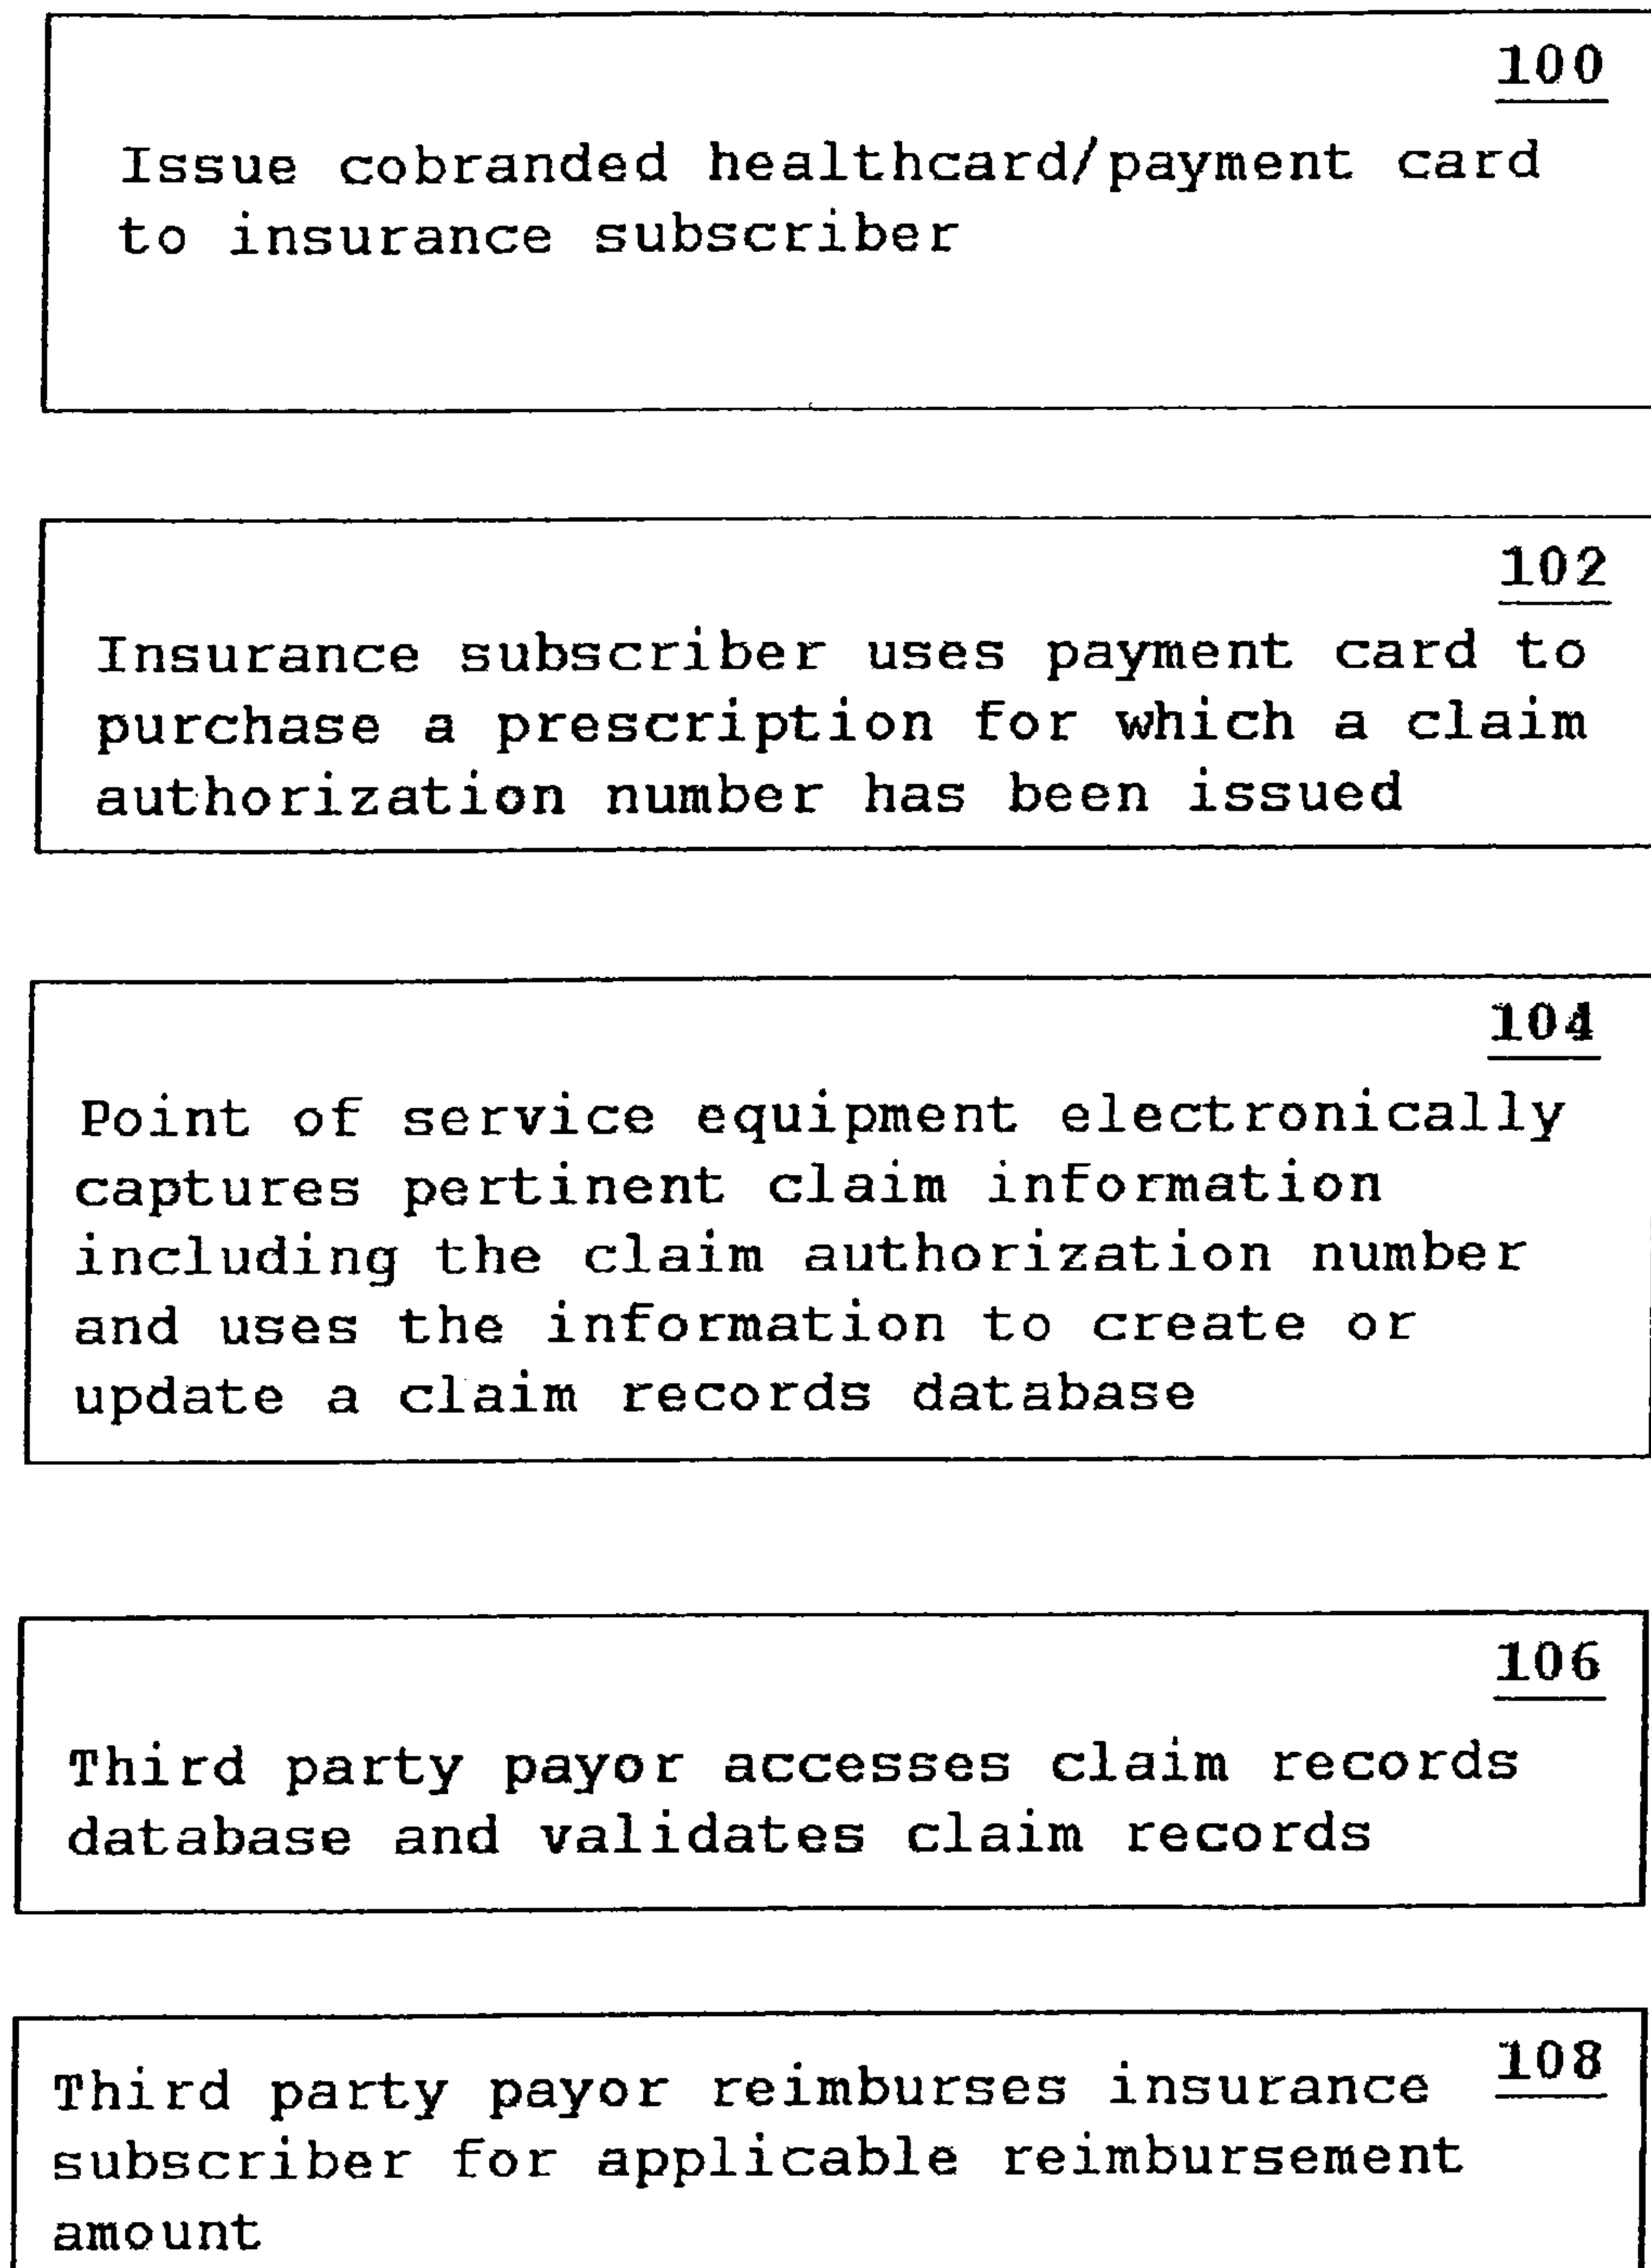 100
Issue cobranded healthcard/payment card
to insurance subscriber
102
Insurance subscriber uses payment card to
purchase a prescription for which a claim
authorization number has been issued
104
Point of service equipment electronically
captures pertinent claim information
including the claim authorization number
and uses the information to create or
update a claim records database
106
Third party payor accesses claim records
database and validates claim records
108
Third party payor reimburses insurance
subscriber for applicable reimbursement
amount